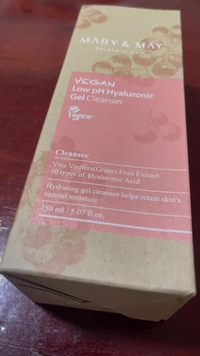 MARY & MAY
VEGAN
Low pH Hyaluronic
Gel Cleanser
Vegan
Cleanser
Vitis Vinifera(Grape) Fruit Extract
10 types of Hyaluronic Acid
Hydrating gel cleanser helps retain skin's
natural moisture
150 ml / 5.07 fl.oz.